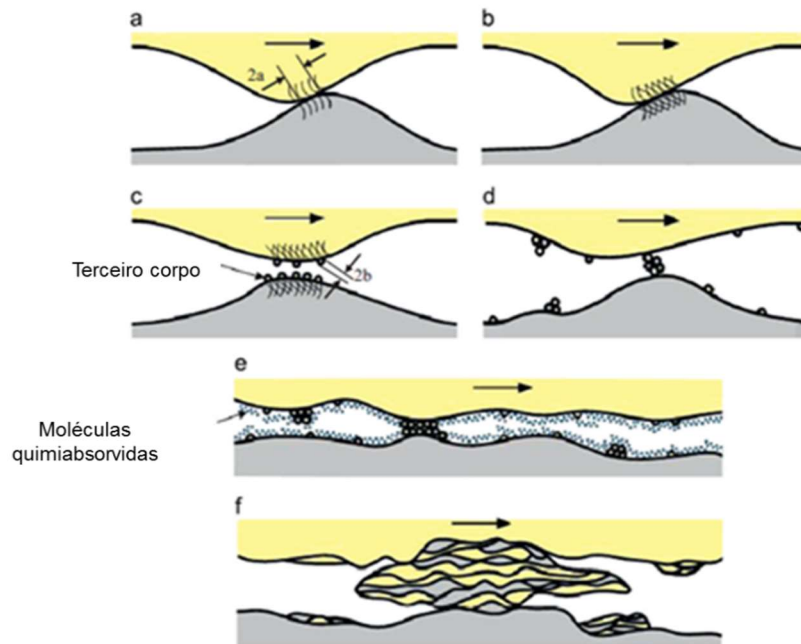 a
b
2a
c
d
Terceiro corpo
2b
e
Moléculas
quimiabsorvidas
f